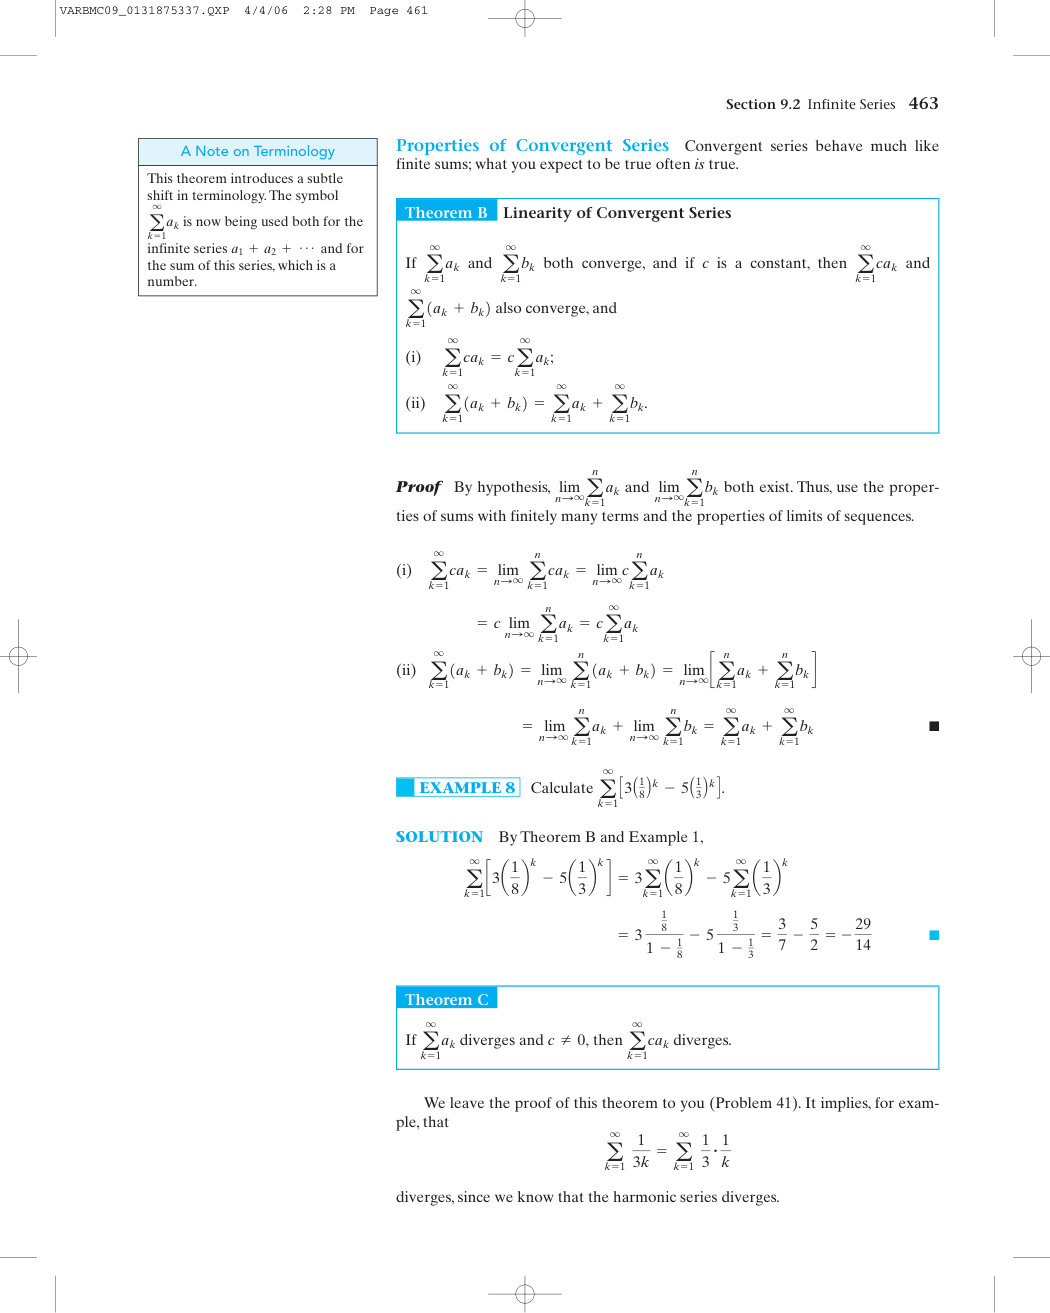 VARBMC09_0131875337.QXP 4/4/06 2:28 PM Page 461
Section 9.2 Infinite Series 463
A Note on Terminology
This theorem introduces a subtle
shift in terminology. The symbol
∑_{k=1}^{∞} a_k is now being used both for the
infinite series a_1 + a_2 + ⋯ and for
the sum of this series, which is a
number.
Properties of Convergent Series Convergent series behave much like
finite sums; what you expect to be true often is true.
Theorem B Linearity of Convergent Series
If ∑_{k=1}^{∞} a_k and ∑_{k=1}^{∞} b_k both converge, and if c is a constant, then ∑_{k=1}^{∞} ca_k and
∑_{k=1}^{∞} (a_k + b_k) also converge, and
(i) ∑_{k=1}^{∞} ca_k = c ∑_{k=1}^{∞} a_k;
(ii) ∑_{k=1}^{∞} (a_k + b_k) = ∑_{k=1}^{∞} a_k + ∑_{k=1}^{∞} b_k.
Proof By hypothesis, lim_{n→∞} ∑_{k=1}^{n} a_k and lim_{n→∞} ∑_{k=1}^{n} b_k both exist. Thus, use the proper-
ties of sums with finitely many terms and the properties of limits of sequences.
(i) ∑_{k=1}^{∞} ca_k = lim_{n→∞} ∑_{k=1}^{n} ca_k = lim_{n→∞} c ∑_{k=1}^{n} a_k
= c lim_{n→∞} ∑_{k=1}^{n} a_k = c ∑_{k=1}^{∞} a_k
(ii) ∑_{k=1}^{∞} (a_k + b_k) = lim_{n→∞} ∑_{k=1}^{n} (a_k + b_k) = lim_{n→∞} [∑_{k=1}^{n} a_k + ∑_{k=1}^{n} b_k]
= lim_{n→∞} ∑_{k=1}^{n} a_k + lim_{n→∞} ∑_{k=1}^{n} b_k = ∑_{k=1}^{∞} a_k + ∑_{k=1}^{∞} b_k ■
EXAMPLE 8 Calculate ∑_{k=1}^{∞} [3(1/8)^k − 5(1/3)^k].
SOLUTION By Theorem B and Example 1,
∑_{k=1}^{∞} [3(1/8)^k − 5(1/3)^k] = 3 ∑_{k=1}^{∞} (1/8)^k − 5 ∑_{k=1}^{∞} (1/3)^k
= 3 (1/8)/(1 − 1/8) − 5 (1/3)/(1 − 1/3) = 3/7 − 5/2 = −29/14 ■
Theorem C
If ∑_{k=1}^{∞} a_k diverges and c ≠ 0, then ∑_{k=1}^{∞} ca_k diverges.
We leave the proof of this theorem to you (Problem 41). It implies, for exam-
ple, that
∑_{k=1}^{∞} 1/(3k) = ∑_{k=1}^{∞} 1/3 · 1/k
diverges, since we know that the harmonic series diverges.